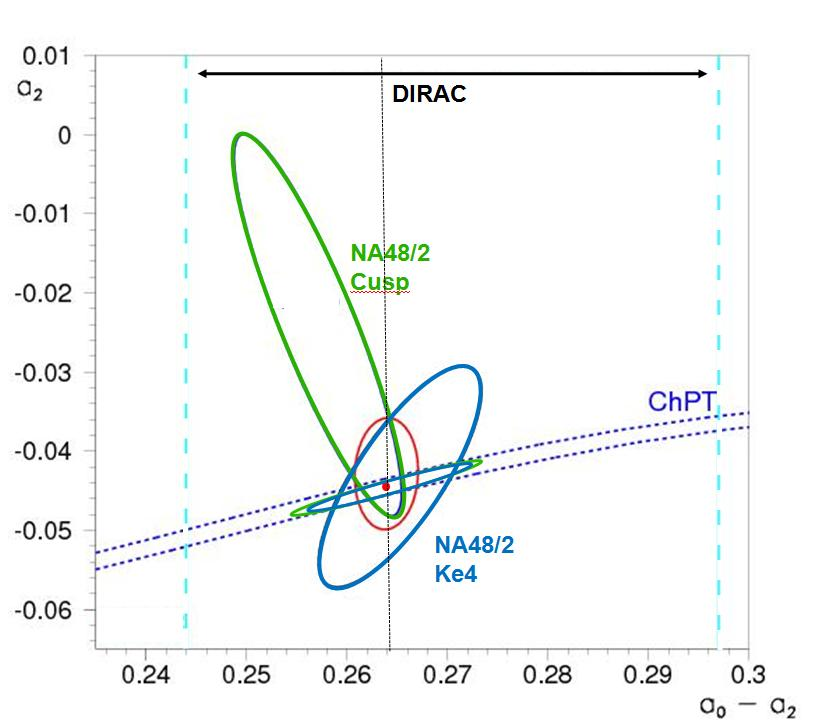 0.01
a₂
DIRAC
0
-0.01
NA48/2
Cusp
-0.02
-0.03
ChPT
-0.04
-0.05
NA48/2
Ke4
-0.06
0.24 0.25 0.26 0.27 0.28 0.29 0.3
a₀ − a₂